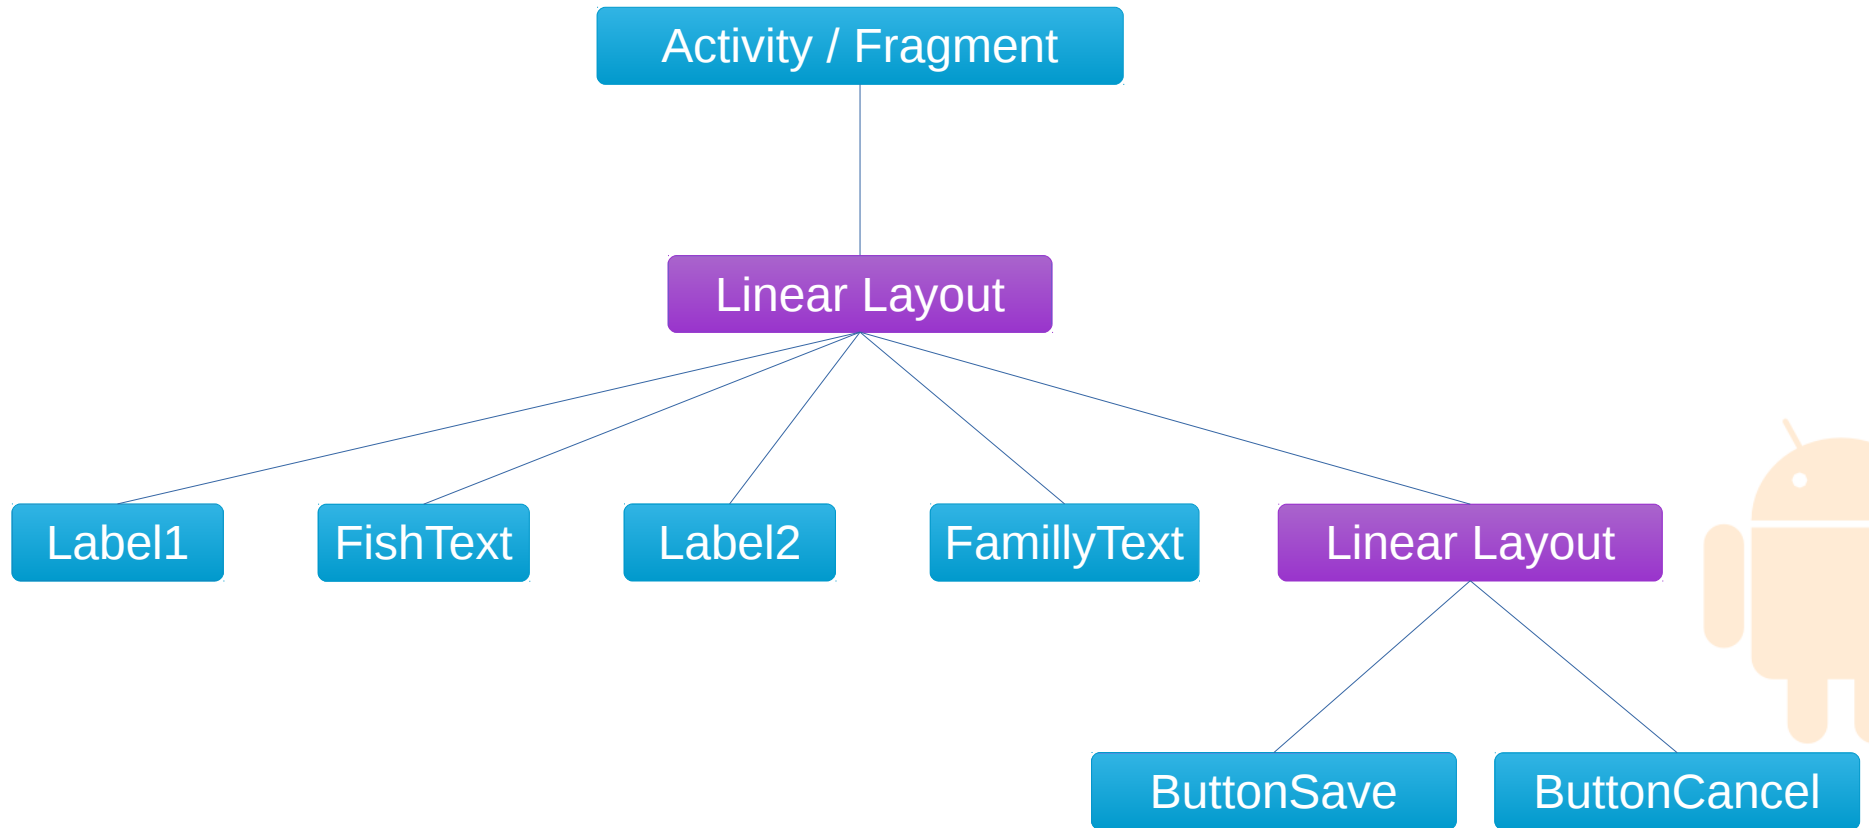 Activity / Fragment
Linear Layout
Label1
FishText
Label2
FamillyText
Linear Layout
ButtonSave
ButtonCancel